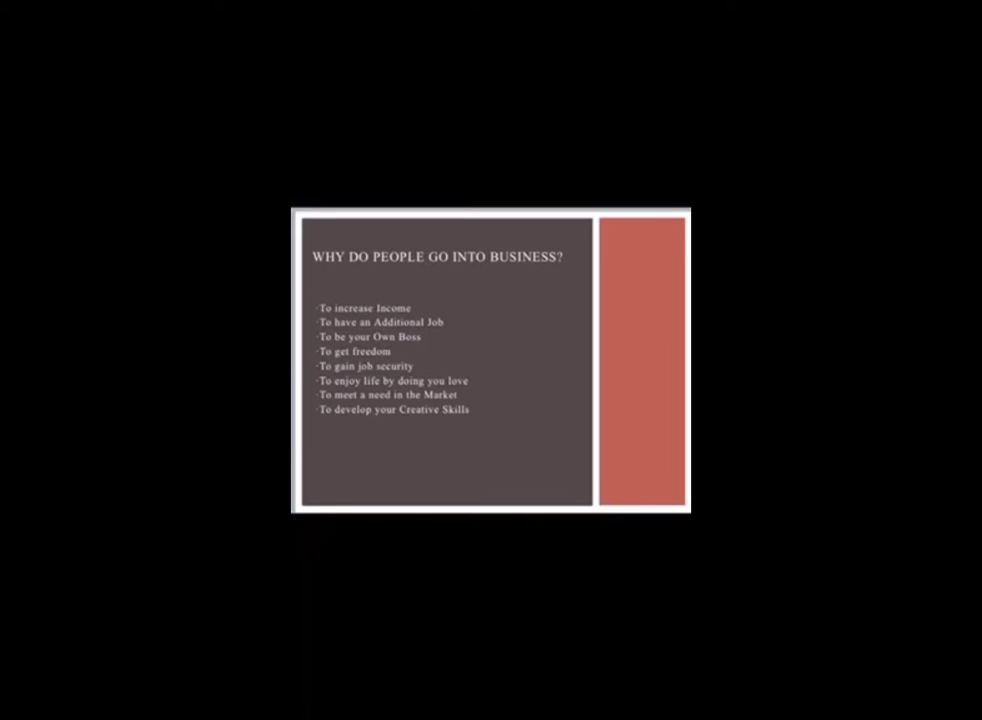 WHY DO PEOPLE GO INTO BUSINESS?
·To increase Income
·To have an Additional Job
·To be your Own Boss
·To get freedom
·To gain job security
·To enjoy life by doing you love
·To meet a need in the Market
·To develop your Creative Skills